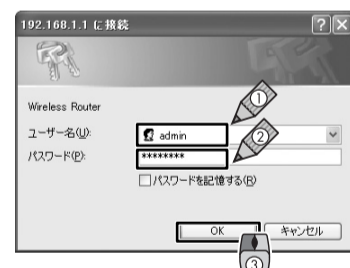 192.168.1.1 に接続
Wireless Router
ユーザー名(U):
admin
①
パスワード(P):
********
②
パスワードを記憶する(R)
OK
キャンセル
③